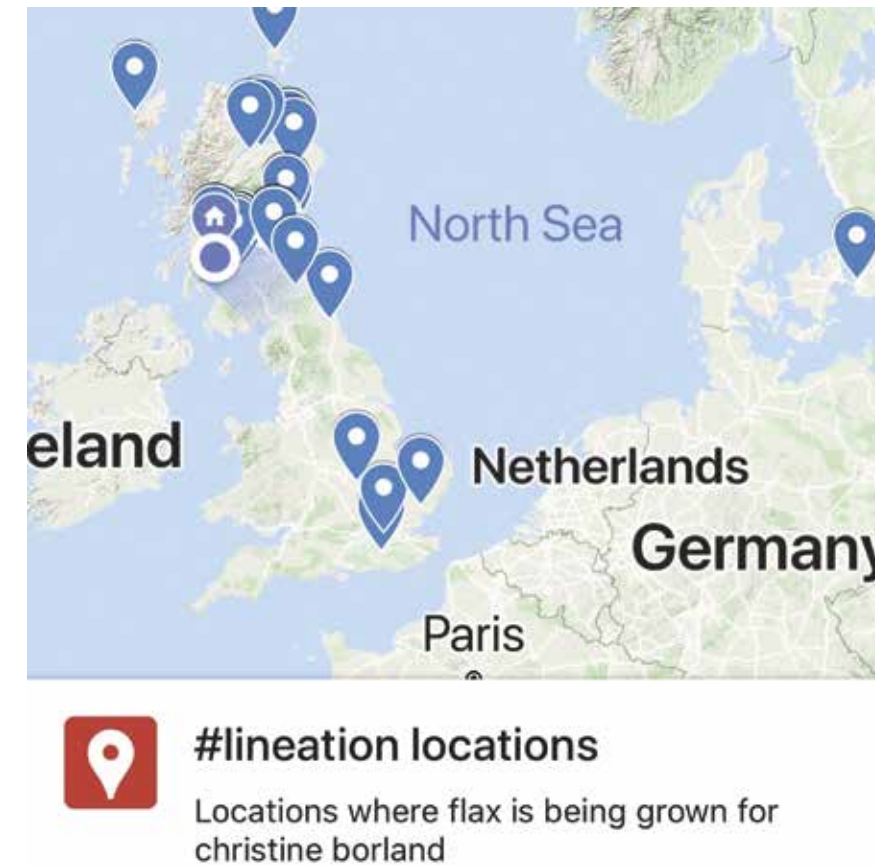 North Sea
eland
Netherlands
Germany
Paris
#lineation locations
Locations where flax is being grown for
christine borland